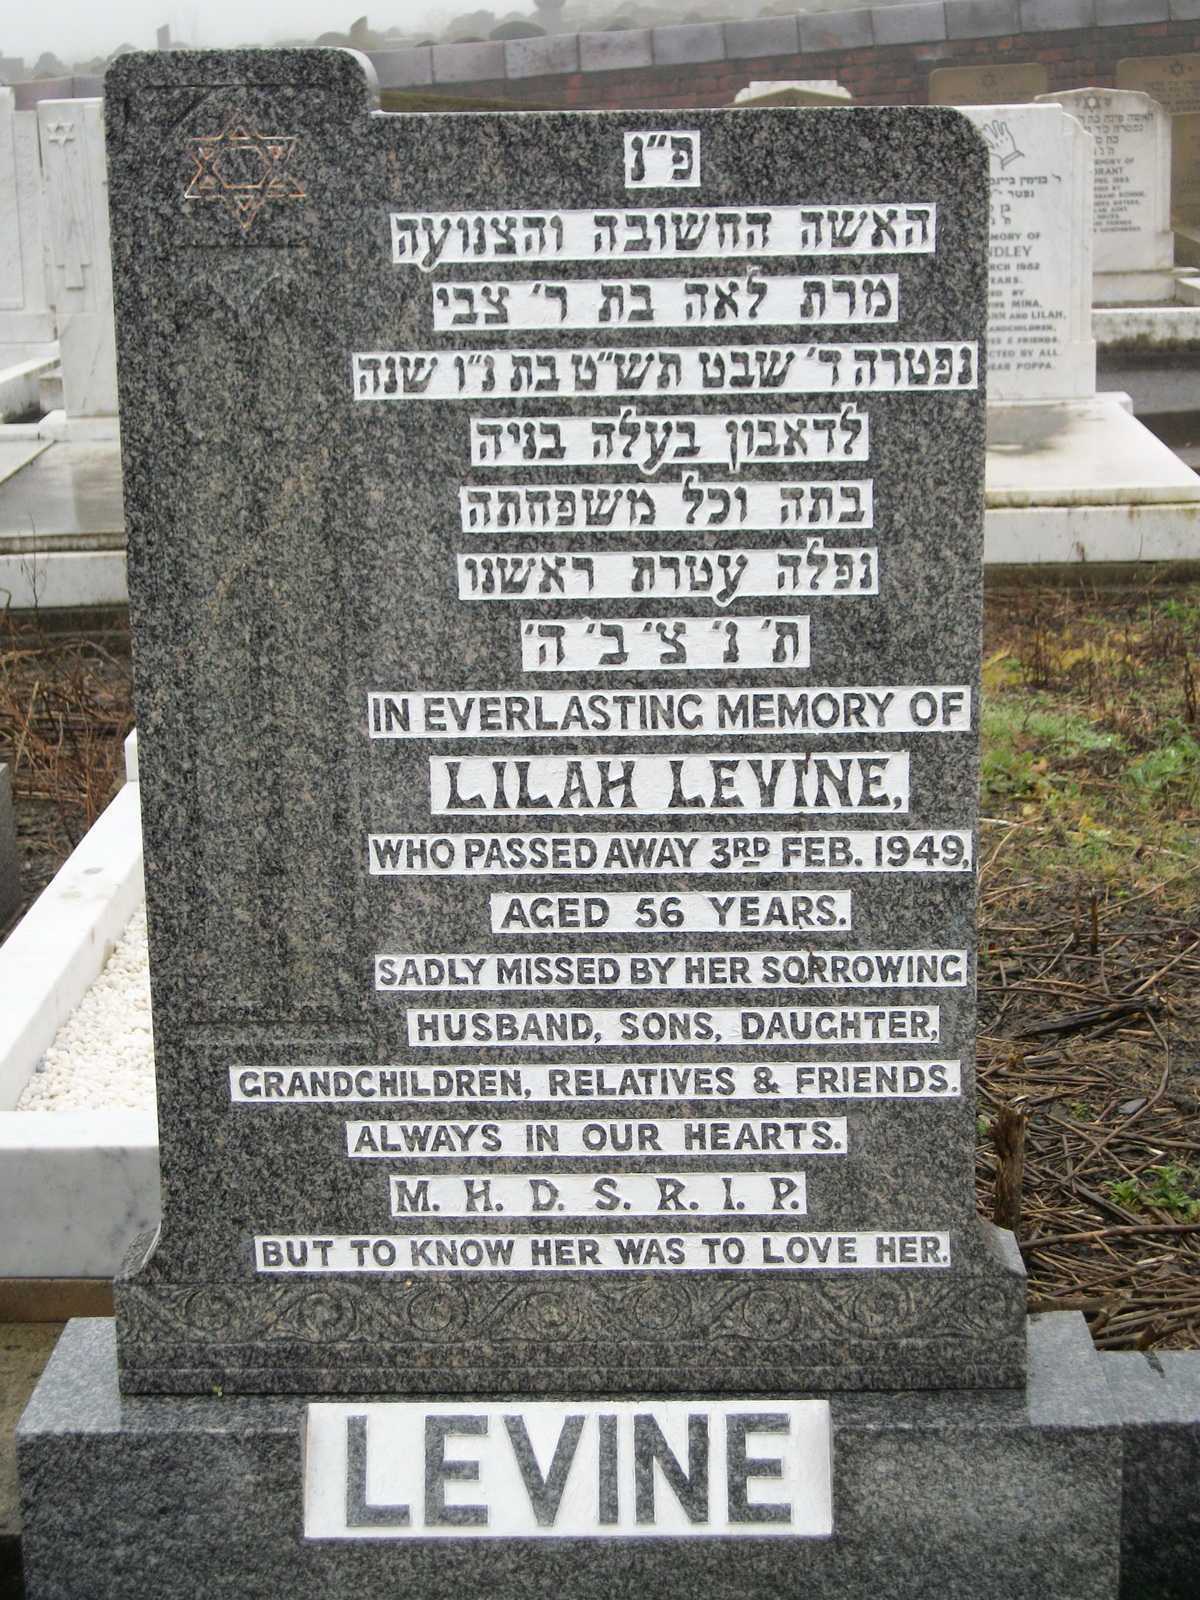 פ״נ
האשה החשובה והצנועה
מרת לאה בת ר׳ צבי
נפטרה ד׳ שבט תש״ט בת נ״ו שנה
לדאבון בעלה בניה
בתה וכל משפחתה
נפלה עטרת ראשנו
ת׳ נ׳ צ׳ ב׳ ה׳
IN EVERLASTING MEMORY OF
LILAH LEVINE,
WHO PASSED AWAY 3RD FEB. 1949,
AGED 56 YEARS.
SADLY MISSED BY HER SORROWING
HUSBAND, SONS, DAUGHTER,
GRANDCHILDREN, RELATIVES & FRIENDS.
ALWAYS IN OUR HEARTS.
M. H. D. S. R. I. P.
BUT TO KNOW HER WAS TO LOVE HER.
LEVINE